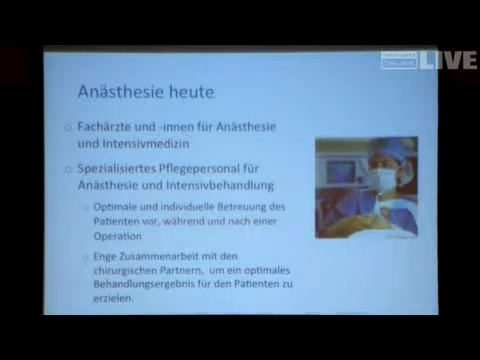 ONLINE
LIVE
Anästhesie heute
Fachärzte und -innen für Anästhesie
und Intensivmedizin
Spezialisiertes Pflegepersonal für
Anästhesie und Intensivbehandlung
Optimale und individuelle Betreuung des
Patienten vor, während und nach einer
Operation
Enge Zusammenarbeit mit den
chirurgischen Partnern, um ein optimales
Behandlungsergebnis für den Patienten zu
erzielen.